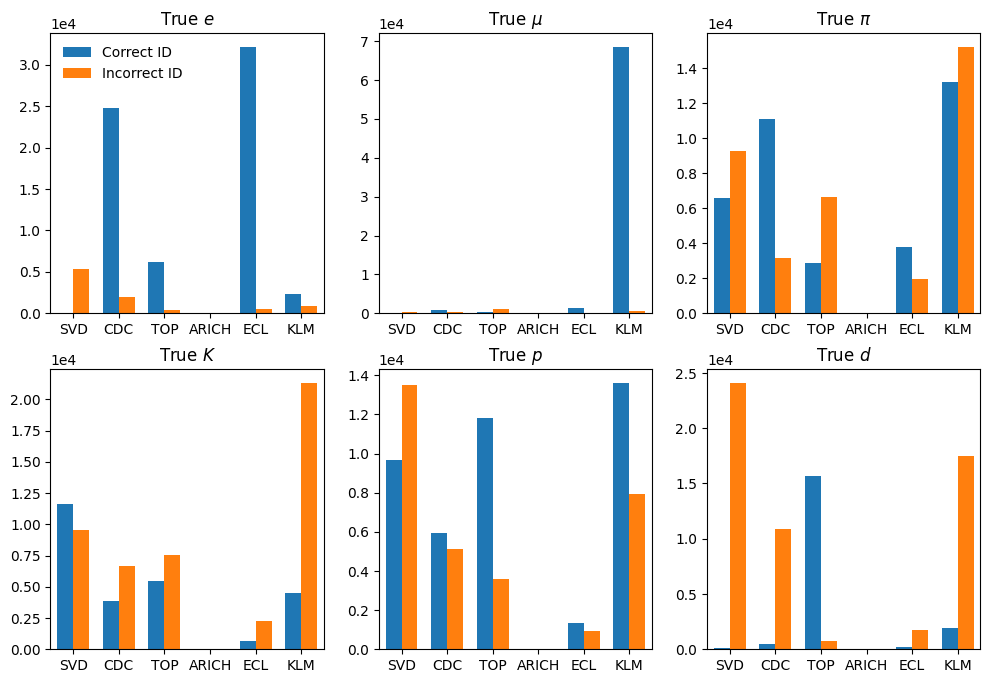 True e
1e4
Correct ID
Incorrect ID
3.0
2.5
2.0
1.5
1.0
0.5
0.0
SVD CDC TOP ARICH ECL KLM
True μ
1e4
7
6
5
4
3
2
1
0
SVD CDC TOP ARICH ECL KLM
True π
1e4
1.4
1.2
1.0
0.8
0.6
0.4
0.2
0.0
SVD CDC TOP ARICH ECL KLM
True K
1e4
2.00
1.75
1.50
1.25
1.00
0.75
0.50
0.25
0.00
SVD CDC TOP ARICH ECL KLM
True p
1e4
1.4
1.2
1.0
0.8
0.6
0.4
0.2
0.0
SVD CDC TOP ARICH ECL KLM
True d
1e4
2.5
2.0
1.5
1.0
0.5
0.0
SVD CDC TOP ARICH ECL KLM